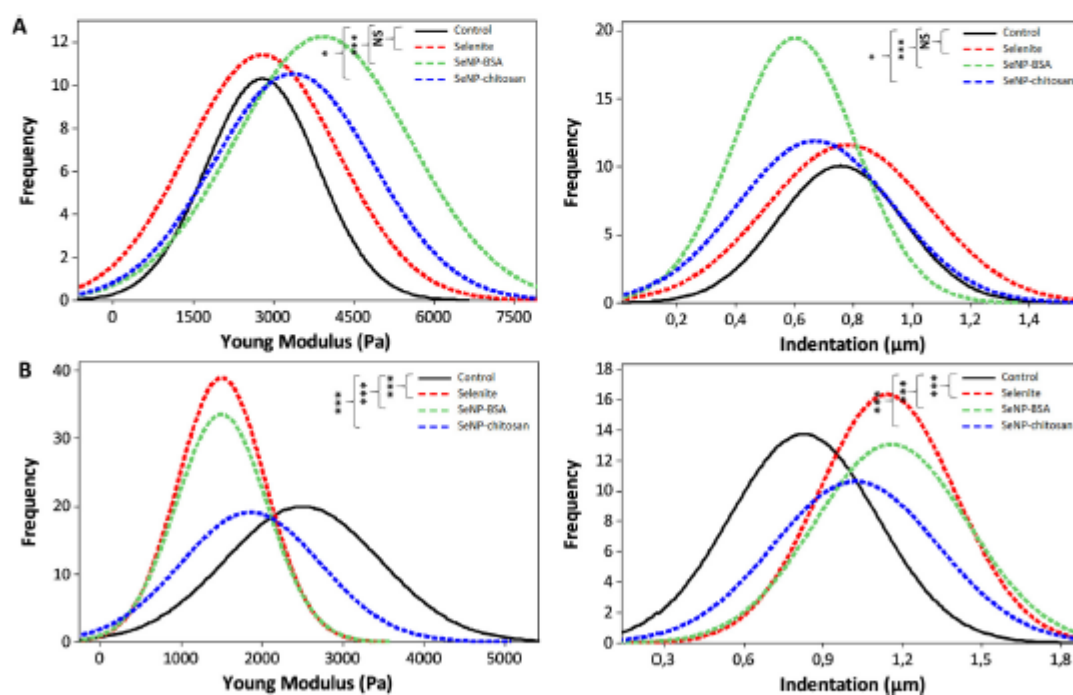 A
Frequency
12
10
8
6
4
2
0
0 1500 3000 4500 6000 7500
Young Modulus (Pa)
* *** NS
Control
Selenite
SeNP-BSA
SeNP-chitosan
Frequency
20
15
10
5
0
0,2 0,4 0,6 0,8 1,0 1,2 1,4
Indentation (µm)
* *** NS
Control
Selenite
SeNP-BSA
SeNP-chitosan
B
Frequency
40
30
20
10
0
0 1000 2000 3000 4000 5000
Young Modulus (Pa)
*** *** ***
Control
Selenite
SeNP-BSA
SeNP-chitosan
Frequency
18
16
14
12
10
8
6
4
2
0
0,3 0,6 0,9 1,2 1,5 1,8
Indentation (µm)
*** *** ***
Control
Selenite
SeNP-BSA
SeNP-chitosan